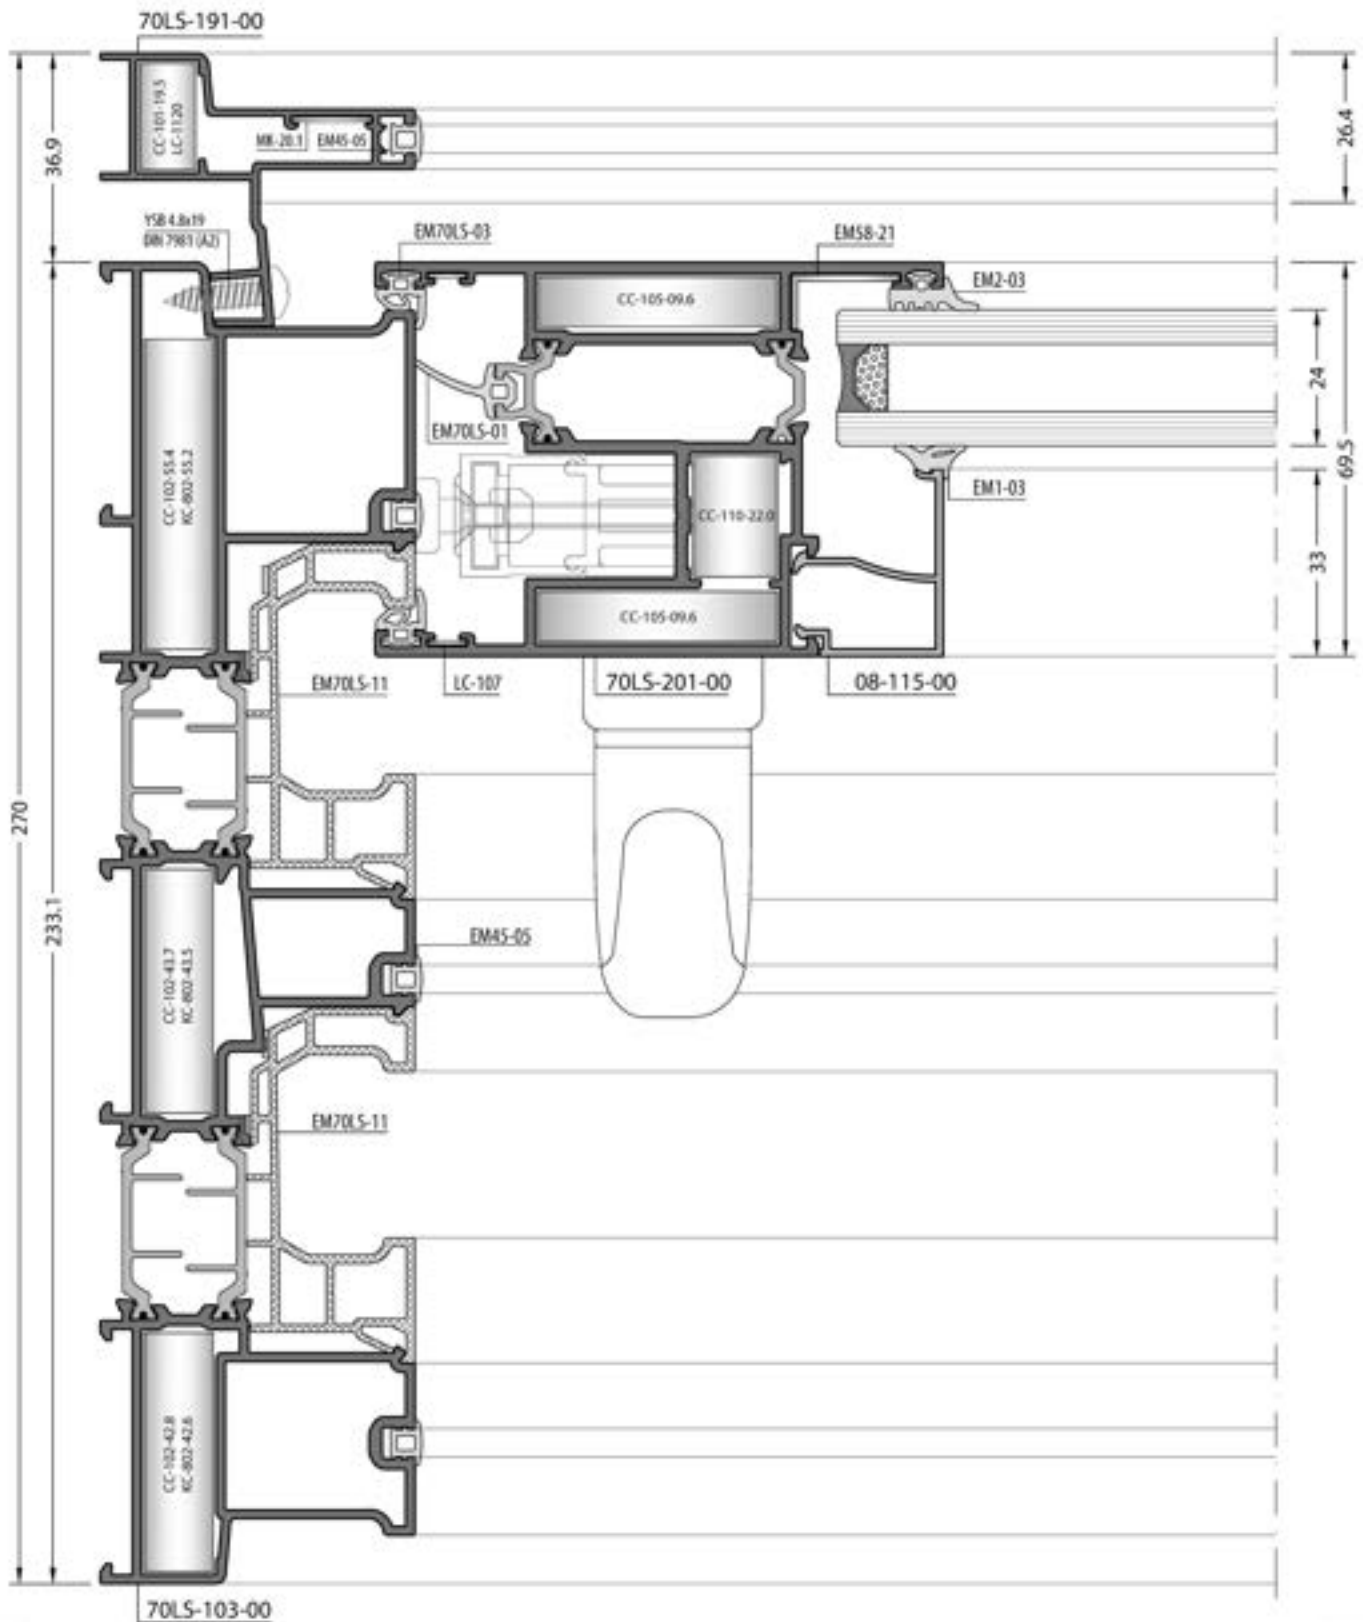 70LS-191-00
CC-101-19.5
LC-1120
MK-20.1
EM45-05
36.9
26.4
YSB 4.8x19
DIN 7981 (A2)
EM70LS-03
EM58-21
CC-105-09.6
EM2-03
24
EM70LS-01
69.5
CC-102-55.4
KC-802-55.2
CC-110-22.0
EM1-03
33
CC-105-09.6
EM70LS-11
LC-107
70LS-201-00
08-115-00
270
233.1
EM45-05
CC-102-43.7
KC-802-43.5
EM70LS-11
CC-102-42.8
KC-802-42.6
70LS-103-00